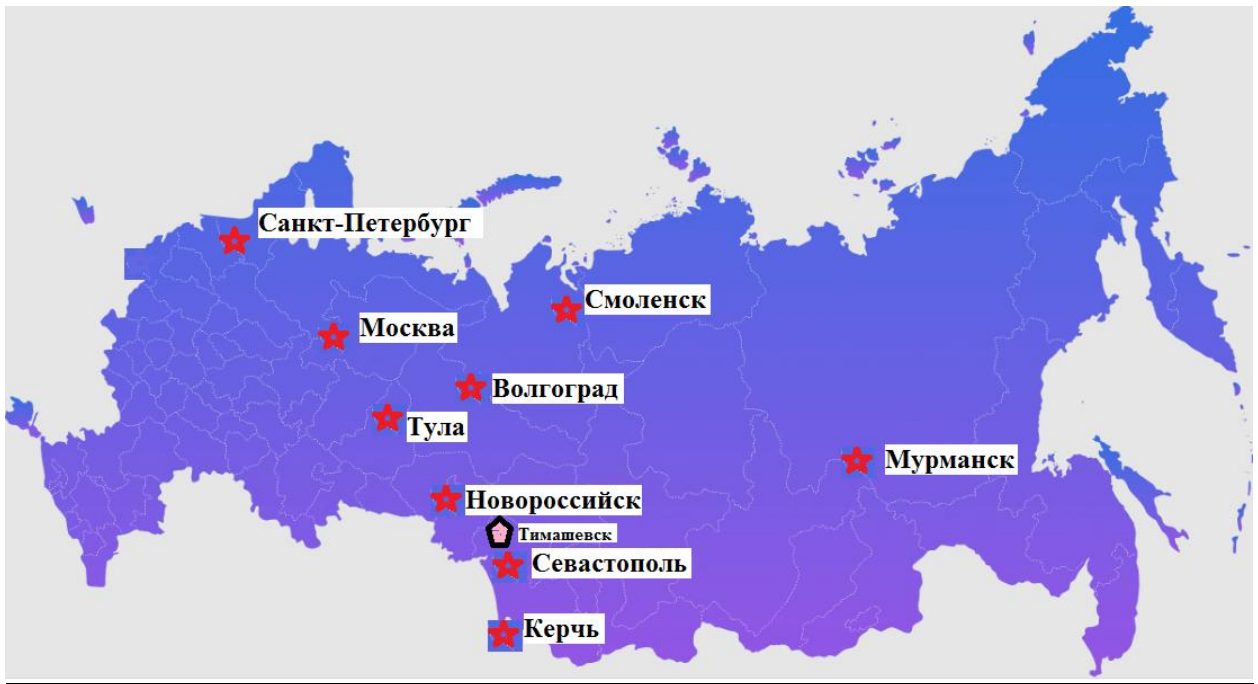 Санкт-Петербург
Смоленск
Москва
Волгоград
Тула
Мурманск
Новороссийск
Тимашевск
Севастополь
Керчь